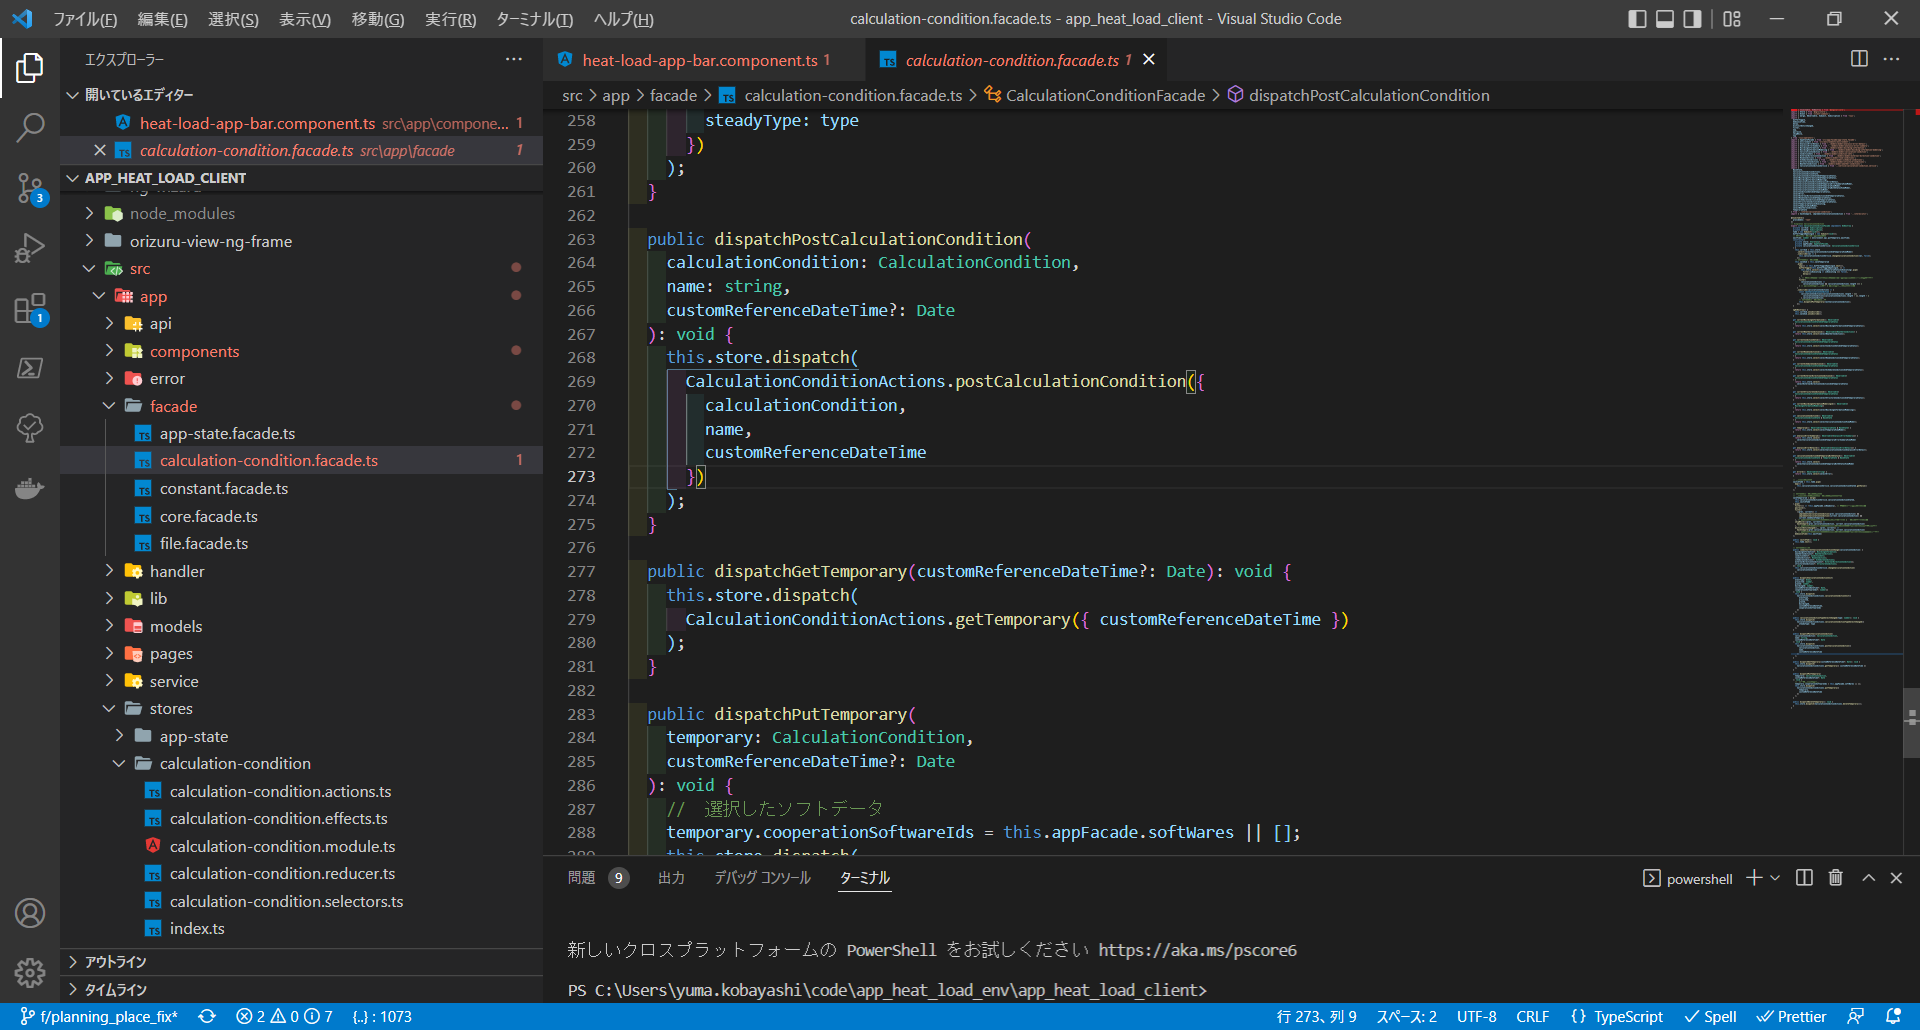 ファイル(F) 編集(E) 選択(S) 表示(V) 移動(G) 実行(R) ターミナル(T) ヘルプ(H)
calculation-condition.facade.ts - app_heat_load_client - Visual Studio Code
エクスプローラー
開いているエディター
heat-load-app-bar.component.ts src\app\compone... 1
calculation-condition.facade.ts src\app\facade 1
APP_HEAT_LOAD_CLIENT
node_modules
orizuru-view-ng-frame
src
app
api
components
error
facade
app-state.facade.ts
calculation-condition.facade.ts 1
constant.facade.ts
core.facade.ts
file.facade.ts
handler
lib
models
pages
service
stores
app-state
calculation-condition
calculation-condition.actions.ts
calculation-condition.effects.ts
calculation-condition.module.ts
calculation-condition.reducer.ts
calculation-condition.selectors.ts
index.ts
アウトライン
タイムライン
3
1
heat-load-app-bar.component.ts 1
calculation-condition.facade.ts 1
src > app > facade > calculation-condition.facade.ts > CalculationConditionFacade > dispatchPostCalculationCondition
258 steadyType: type
259 })
260 );
261 }
262
263 public dispatchPostCalculationCondition(
264 calculationCondition: CalculationCondition,
265 name: string,
266 customReferenceDateTime?: Date
267 ): void {
268 this.store.dispatch(
269 CalculationConditionActions.postCalculationCondition({
270 calculationCondition,
271 name,
272 customReferenceDateTime
273 })
274 );
275 }
276
277 public dispatchGetTemporary(customReferenceDateTime?: Date): void {
278 this.store.dispatch(
279 CalculationConditionActions.getTemporary({ customReferenceDateTime })
280 );
281 }
282
283 public dispatchPutTemporary(
284 temporary: CalculationCondition,
285 customReferenceDateTime?: Date
286 ): void {
287 // 選択したソフトデータ
288 temporary.cooperationSoftwareIds = this.appFacade.softWares || [];
289 this.store.dispatch(
問題 9 出力 デバッグ コンソール ターミナル
powershell
新しいクロスプラットフォームの PowerShell をお試しください https://aka.ms/pscore6
PS C:\Users\yuma.kobayashi\code\app_heat_load_env\app_heat_load_client>
f/planning_place_fix* 2 0 7 {..} : 1073
行 273、列 9 スペース: 2 UTF-8 CRLF {} TypeScript Spell Prettier